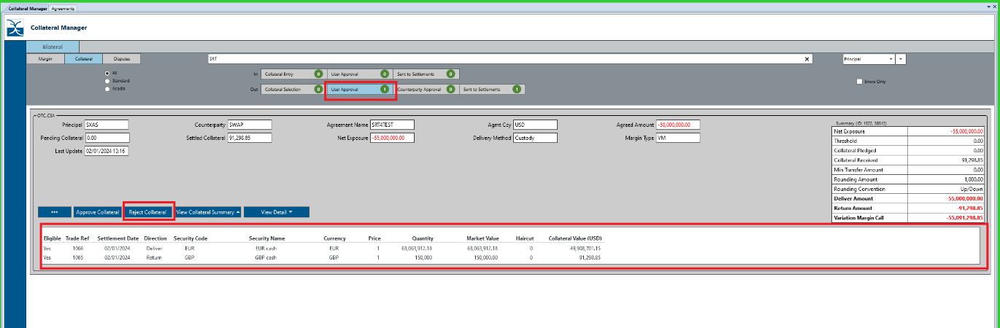 Collateral Manager Agreements
Collateral Manager
Bilateral
Margin Collateral Disputes SRT Principal
All
Standard
Acadia
In Collateral Entry 0 User Approval 0 Sent to Settlements 0
Out Collateral Selection 0 User Approval 1 Counterparty Approval 0 Sent to Settlements 1
Errors Only
OTC_CSA
Principal SXAS Counterparty SWAP Agreement Name SRT4TEST Agmt Ccy USD Agreed Amount -50,000,000.00
Pending Collateral 0.00 Settled Collateral 91,298.85 Net Exposure -55,000,000.00 Delivery Method Custody Margin Type VM
Last Update 02/01/2024 13:16
Summary (ID: 1522, 38512)
Net Exposure -55,000,000.00
Threshold 0.00
Collateral Pledged 0.00
Collateral Received 91,298.85
Min Transfer Amount 0.00
Rounding Amount 1,000.00
Rounding Convention Up/Down
Deliver Amount -55,000,000.00
Return Amount -91,298.85
Variation Margin Call -55,091,298.85
••• Approve Collateral Reject Collateral View Collateral Summary View Detail
Eligible Trade Ref Settlement Date Direction Security Code Security Name Currency Price Quantity Market Value Haircut Collateral Value (USD)
Yes 1066 02/01/2024 Deliver EUR EUR cash EUR 1 63,063,912.18 63,063,912.18 0 49,908,701.15
Yes 1065 02/01/2024 Return GBP GBP cash GBP 1 150,000 150,000.00 0 91,298.85